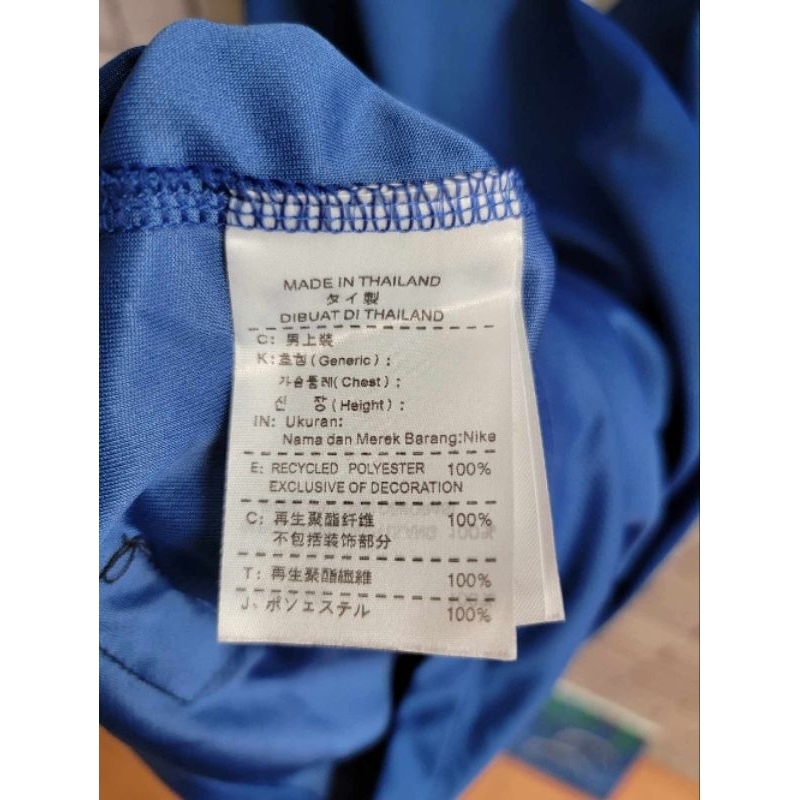 MADE IN THAILAND
タイ製
DIBUAT DI THAILAND
C: 男上裝
K: 호칭 (Generic) :
가슴둘레(Chest) :
신 장 (Height) :
IN: Ukuran:
Nama dan Merek Barang:Nike
E: RECYCLED POLYESTER 100%
EXCLUSIVE OF DECORATION
C: 再生聚酯纤维 100%
不包括装饰部分
T: 再生聚酯纖維 100%
J、ポリエステル 100%